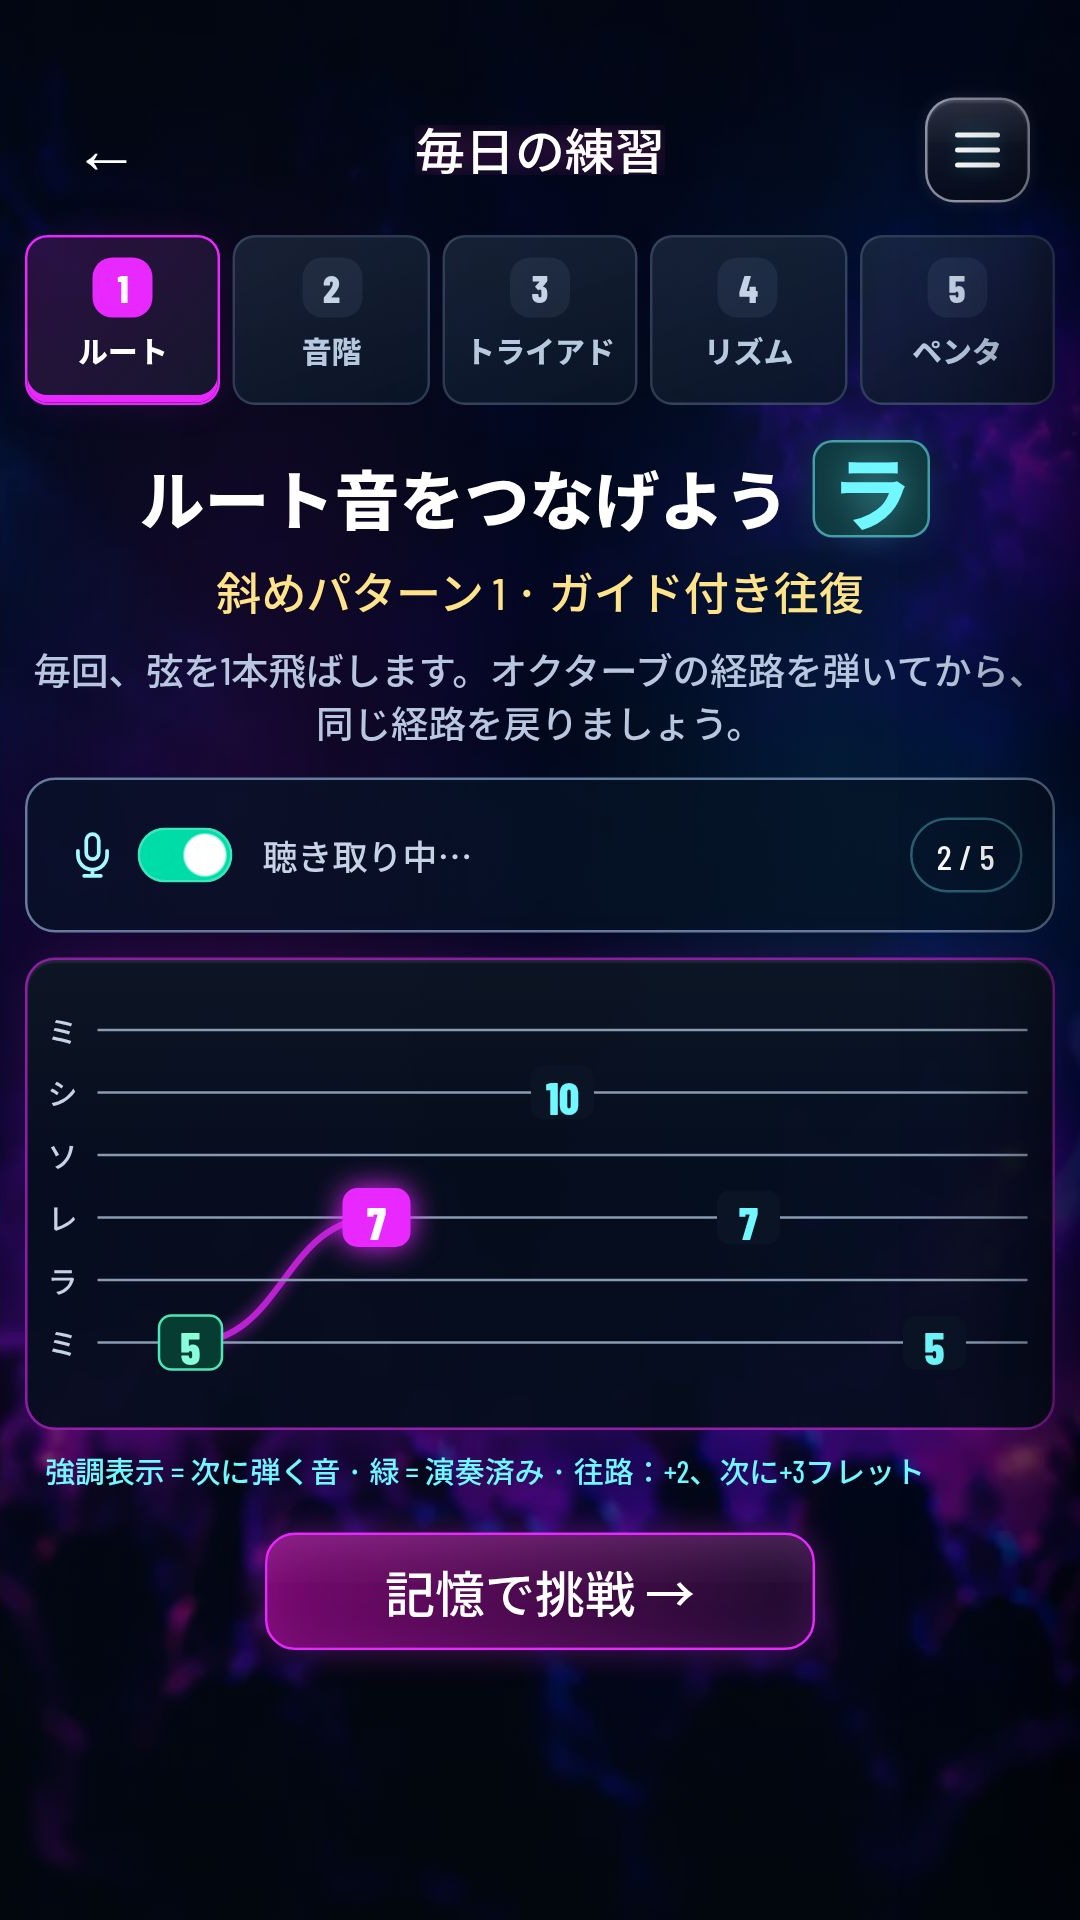 ←
毎日の練習
1
ルート
2
音階
3
トライアド
4
リズム
5
ペンタ
ルート音をつなげよう ラ
斜めパターン 1 · ガイド付き往復
毎回、弦を1本飛ばします。オクターブの経路を弾いてから、
同じ経路を戻りましょう。
聴き取り中…
2 / 5
ミ
シ 10
ソ
レ 7 7
ラ
ミ 5 5
強調表示 = 次に弾く音 · 緑 = 演奏済み · 往路：+2、次に+3フレット
記憶で挑戦 →